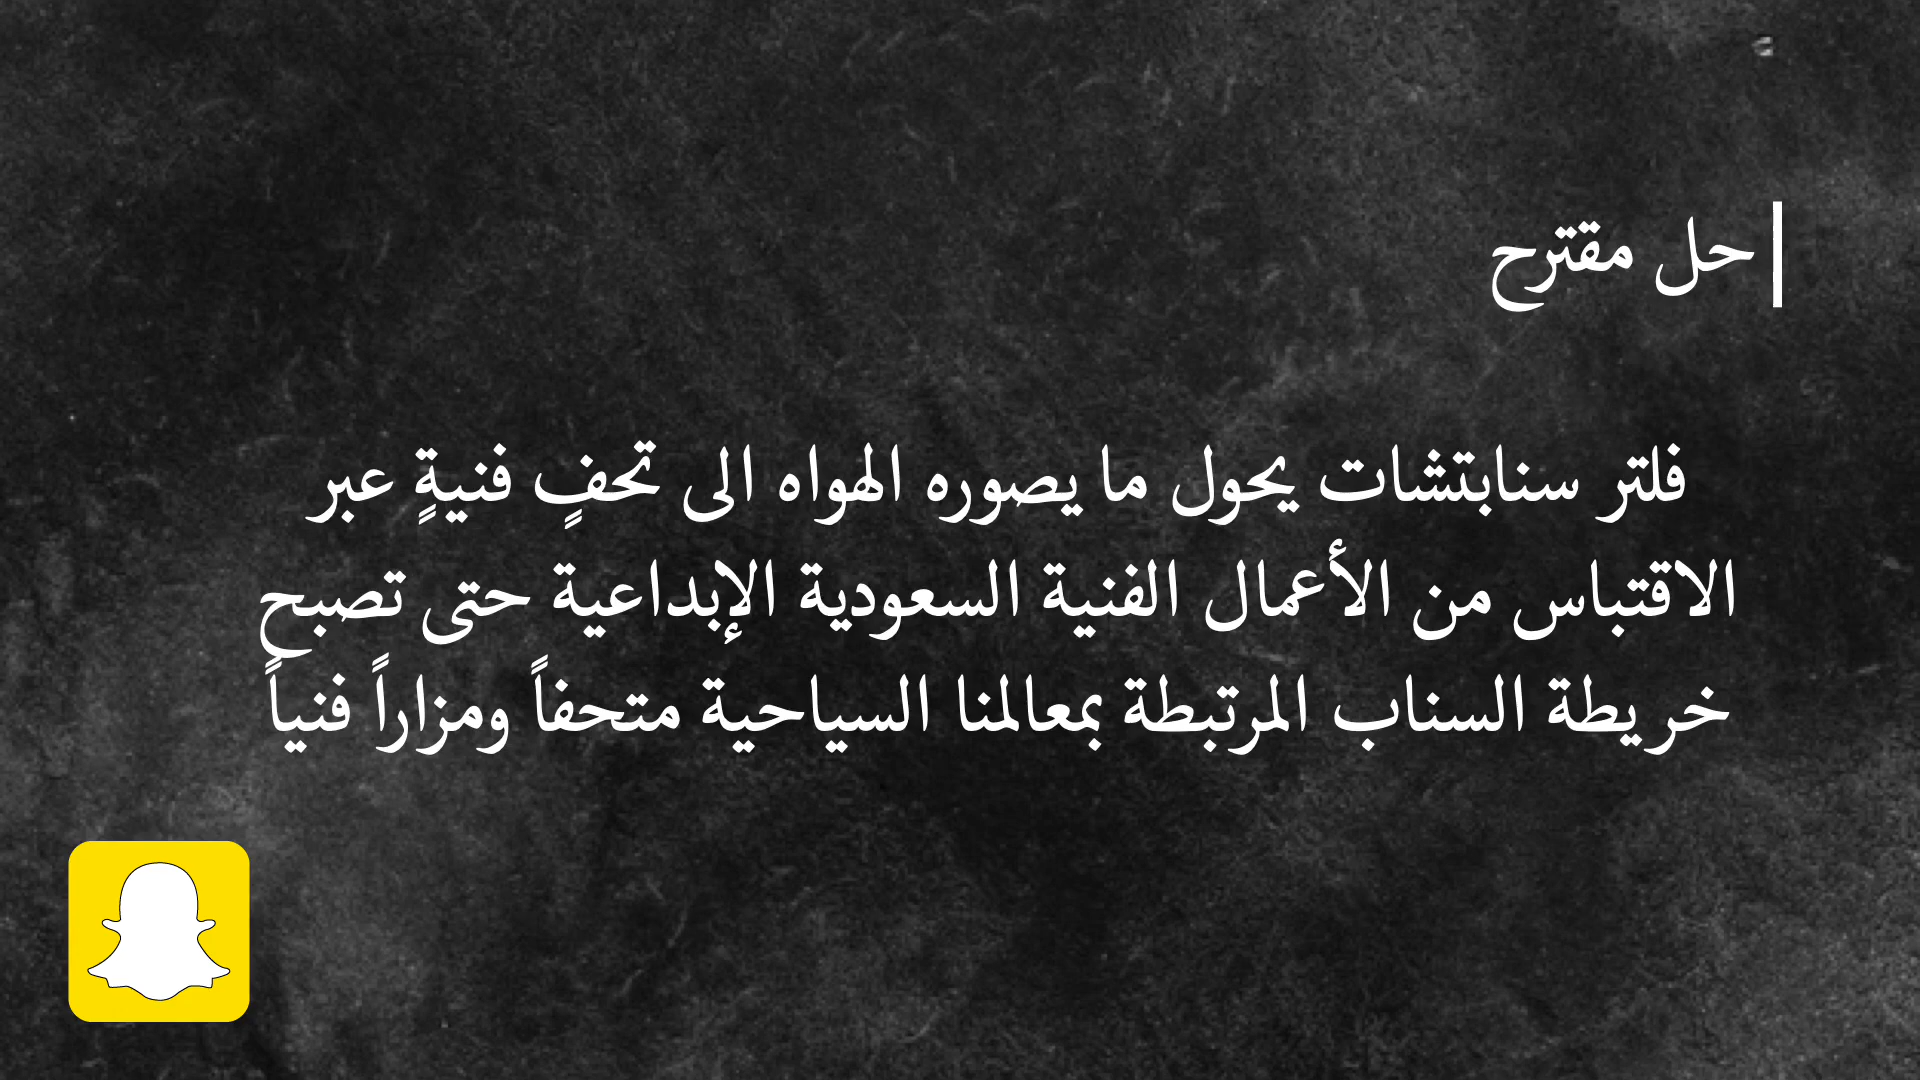 حل مقترح
فلتر سنابتشات يحول ما يصوره الهواه الى تحفٍ فنيةٍ عبر
الاقتباس من الأعمال الفنية السعودية الإبداعية حتى تصبح
خريطة السناب المرتبطة بمعالمنا السياحية متحفاً ومزاراً فنياً